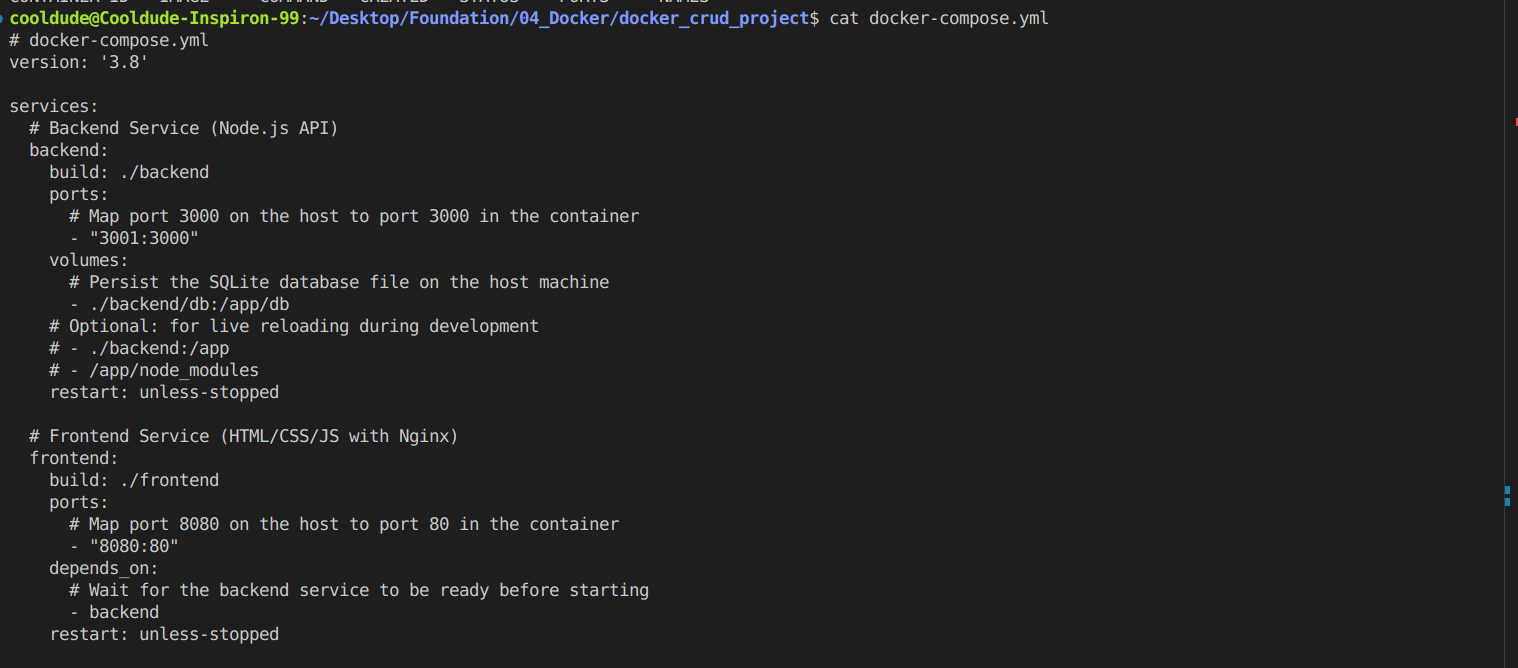 CONTAINER ID   IMAGE     COMMAND   CREATED   STATUS    PORTS     NAMES
cooldude@Cooldude-Inspiron-99:~/Desktop/Foundation/04_Docker/docker_crud_project$ cat docker-compose.yml
# docker-compose.yml
version: '3.8'

services:
  # Backend Service (Node.js API)
  backend:
    build: ./backend
    ports:
      # Map port 3000 on the host to port 3000 in the container
      - "3001:3000"
    volumes:
      # Persist the SQLite database file on the host machine
      - ./backend/db:/app/db
    # Optional: for live reloading during development
    # - ./backend:/app
    # - /app/node_modules
    restart: unless-stopped

  # Frontend Service (HTML/CSS/JS with Nginx)
  frontend:
    build: ./frontend
    ports:
      # Map port 8080 on the host to port 80 in the container
      - "8080:80"
    depends_on:
      # Wait for the backend service to be ready before starting
      - backend
    restart: unless-stopped